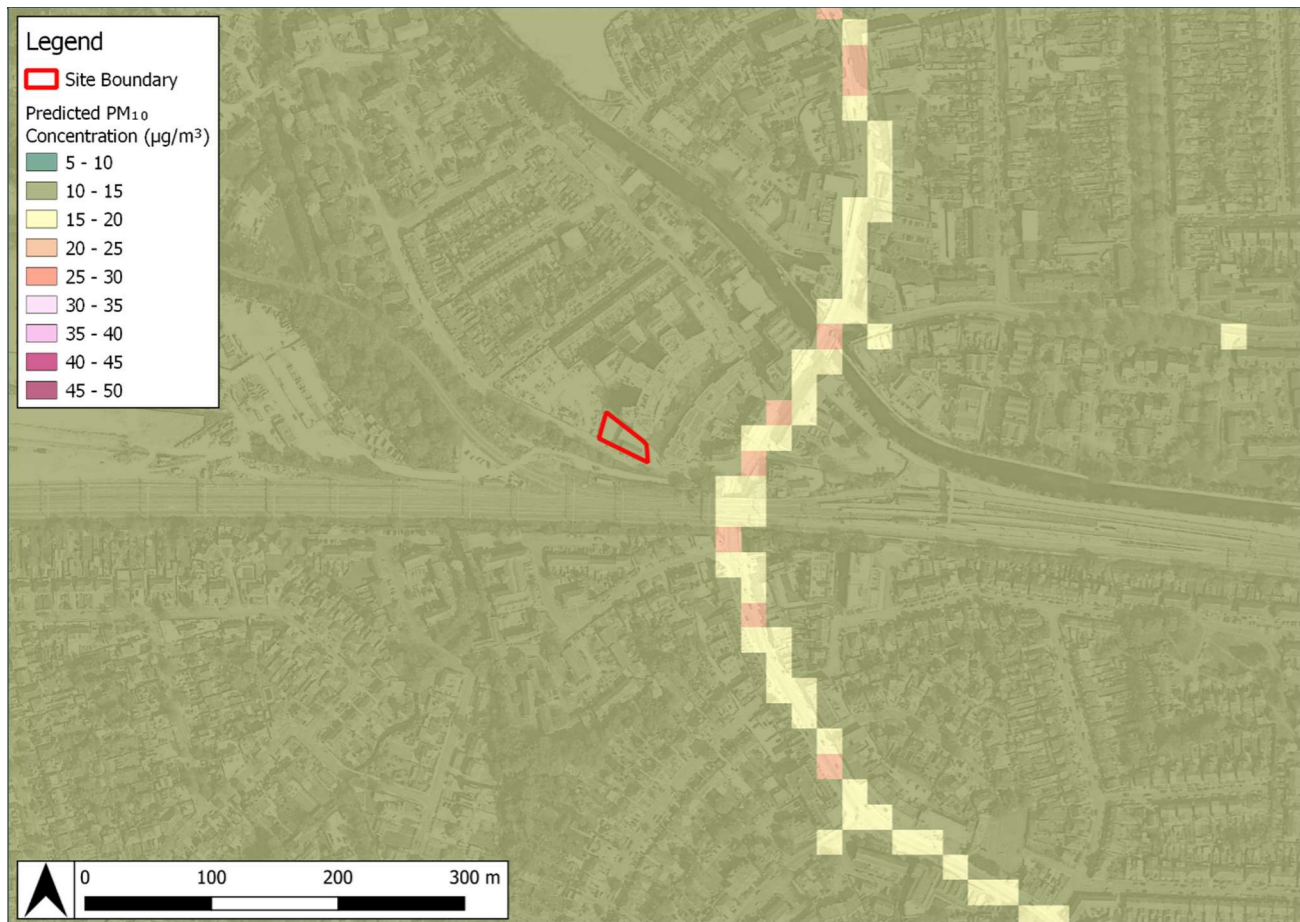 Legend
Site Boundary
Predicted PM₁₀
Concentration (µg/m³)
5 - 10
10 - 15
15 - 20
20 - 25
25 - 30
30 - 35
35 - 40
40 - 45
45 - 50
0 100 200 300 m